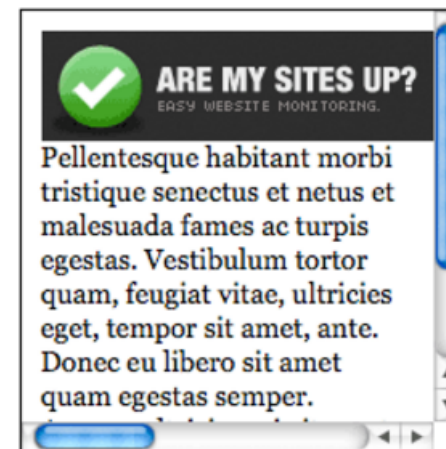 ARE MY SITES UP?
EASY WEBSITE MONITORING.
Pellentesque habitant morbi
tristique senectus et netus et
malesuada fames ac turpis
egestas. Vestibulum tortor
quam, feugiat vitae, ultricies
eget, tempor sit amet, ante.
Donec eu libero sit amet
quam egestas semper.